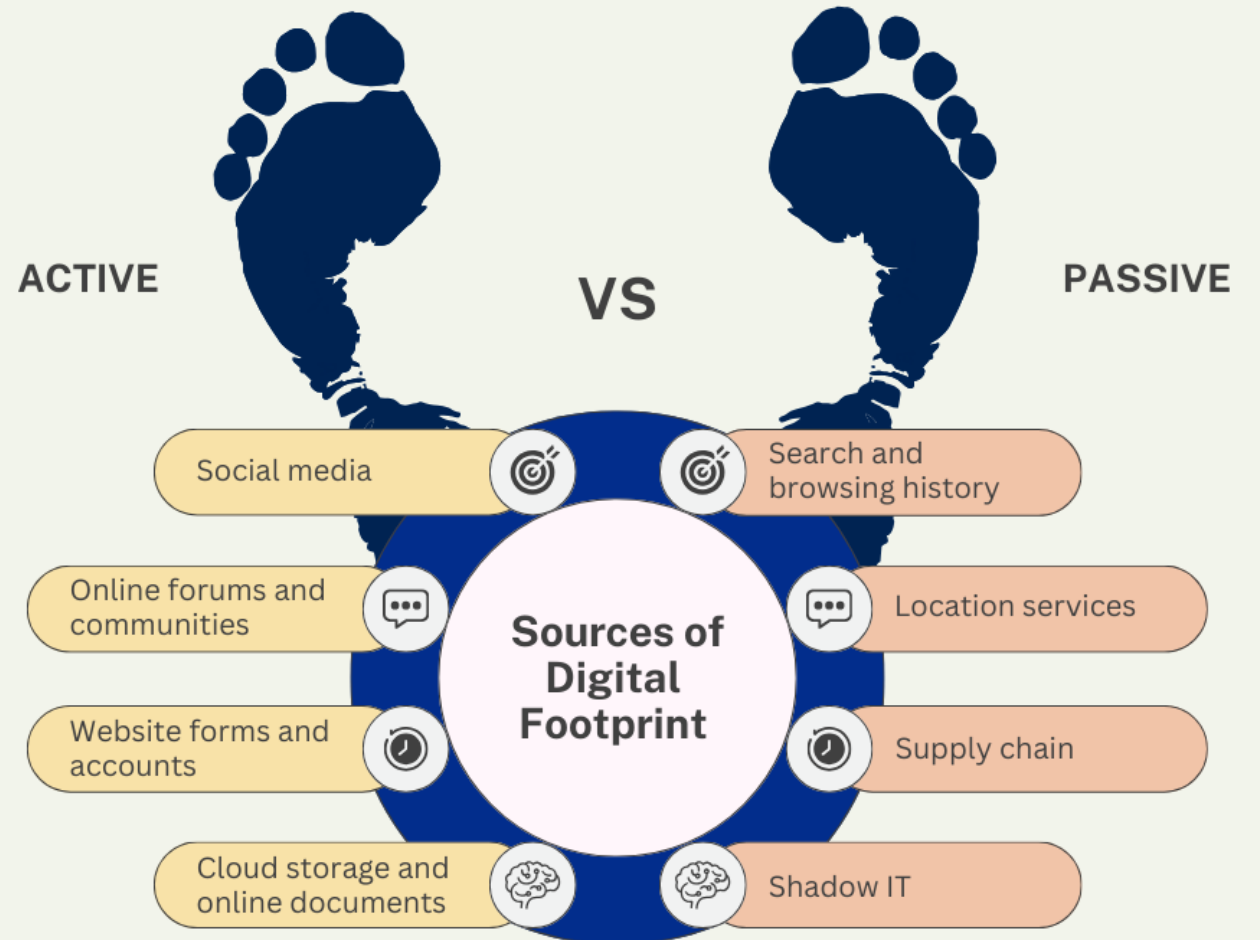 ACTIVE
VS
PASSIVE
Social media
Search and
browsing history
Online forums and
communities
Location services
Sources of
Digital
Footprint
Website forms and
accounts
Supply chain
Cloud storage and
online documents
Shadow IT